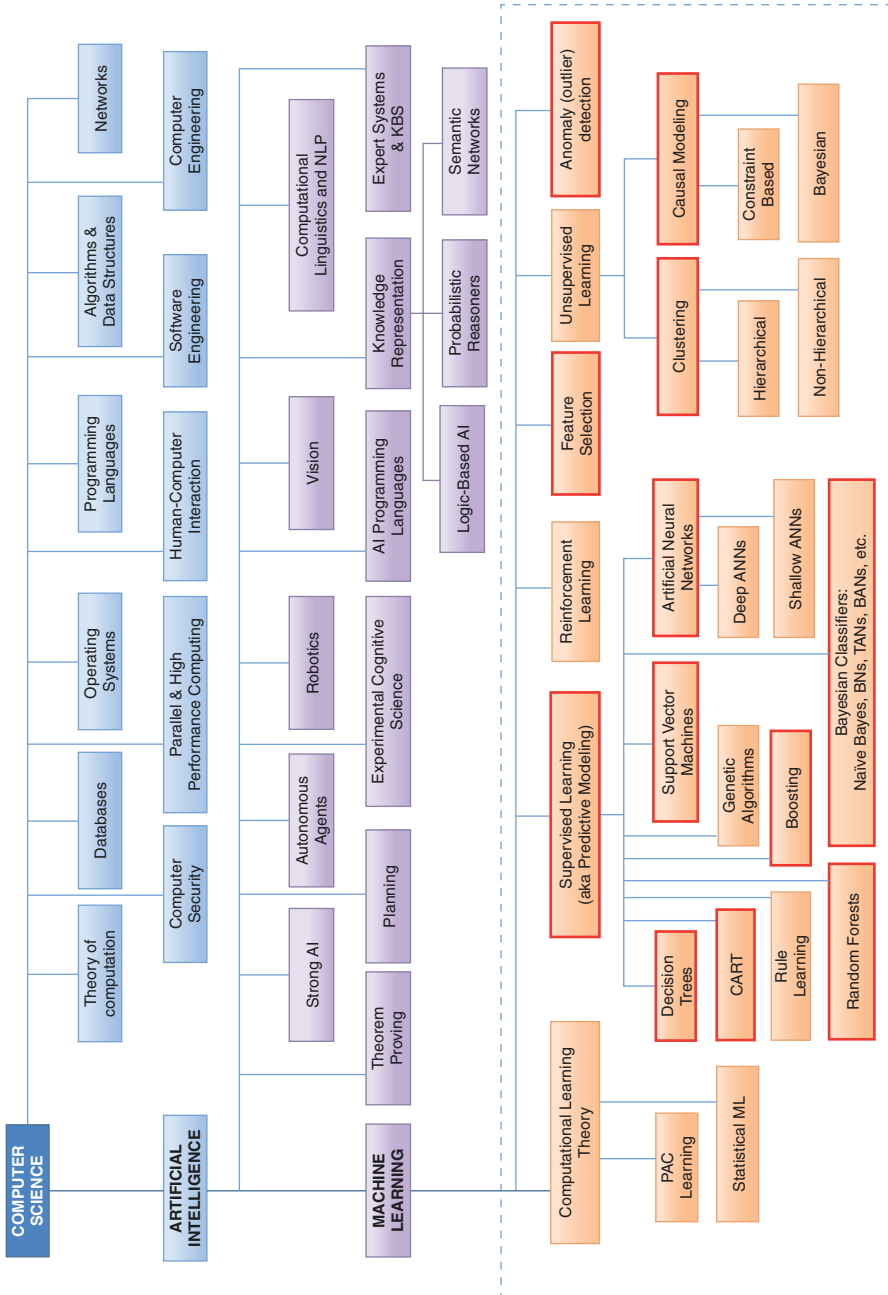 COMPUTER
SCIENCE
Theory of
computation
Databases
Operating
Systems
Programming
Languages
Algorithms &
Data Structures
Networks
ARTIFICIAL
INTELLIGENCE
Computer
Security
Parallel & High
Performance Computing
Human-Computer
Interaction
Software
Engineering
Computer
Engineering
Strong AI
Autonomous
Agents
Robotics
Vision
Computational
Linguistics and NLP
MACHINE
LEARNING
Theorem
Proving
Planning
Experimental Cognitive
Science
AI Programming
Languages
Knowledge
Representation
Expert Systems
& KBS
Logic-Based AI
Probabilistic
Reasoners
Semantic
Networks
Computational Learning
Theory
Supervised Learning
(aka Predictive Modeling)
Reinforcement
Learning
Feature
Selection
Unsupervised
Learning
Anomaly (outlier)
detection
PAC
Learning
Statistical ML
Decision
Trees
CART
Rule
Learning
Random Forests
Support Vector
Machines
Genetic
Algorithms
Boosting
Bayesian Classifiers:
Naïve Bayes, BNs, TANs, BANs, etc.
Artificial Neural
Networks
Deep ANNs
Shallow ANNs
Clustering
Hierarchical
Non-Hierarchical
Causal Modeling
Constraint
Based
Bayesian